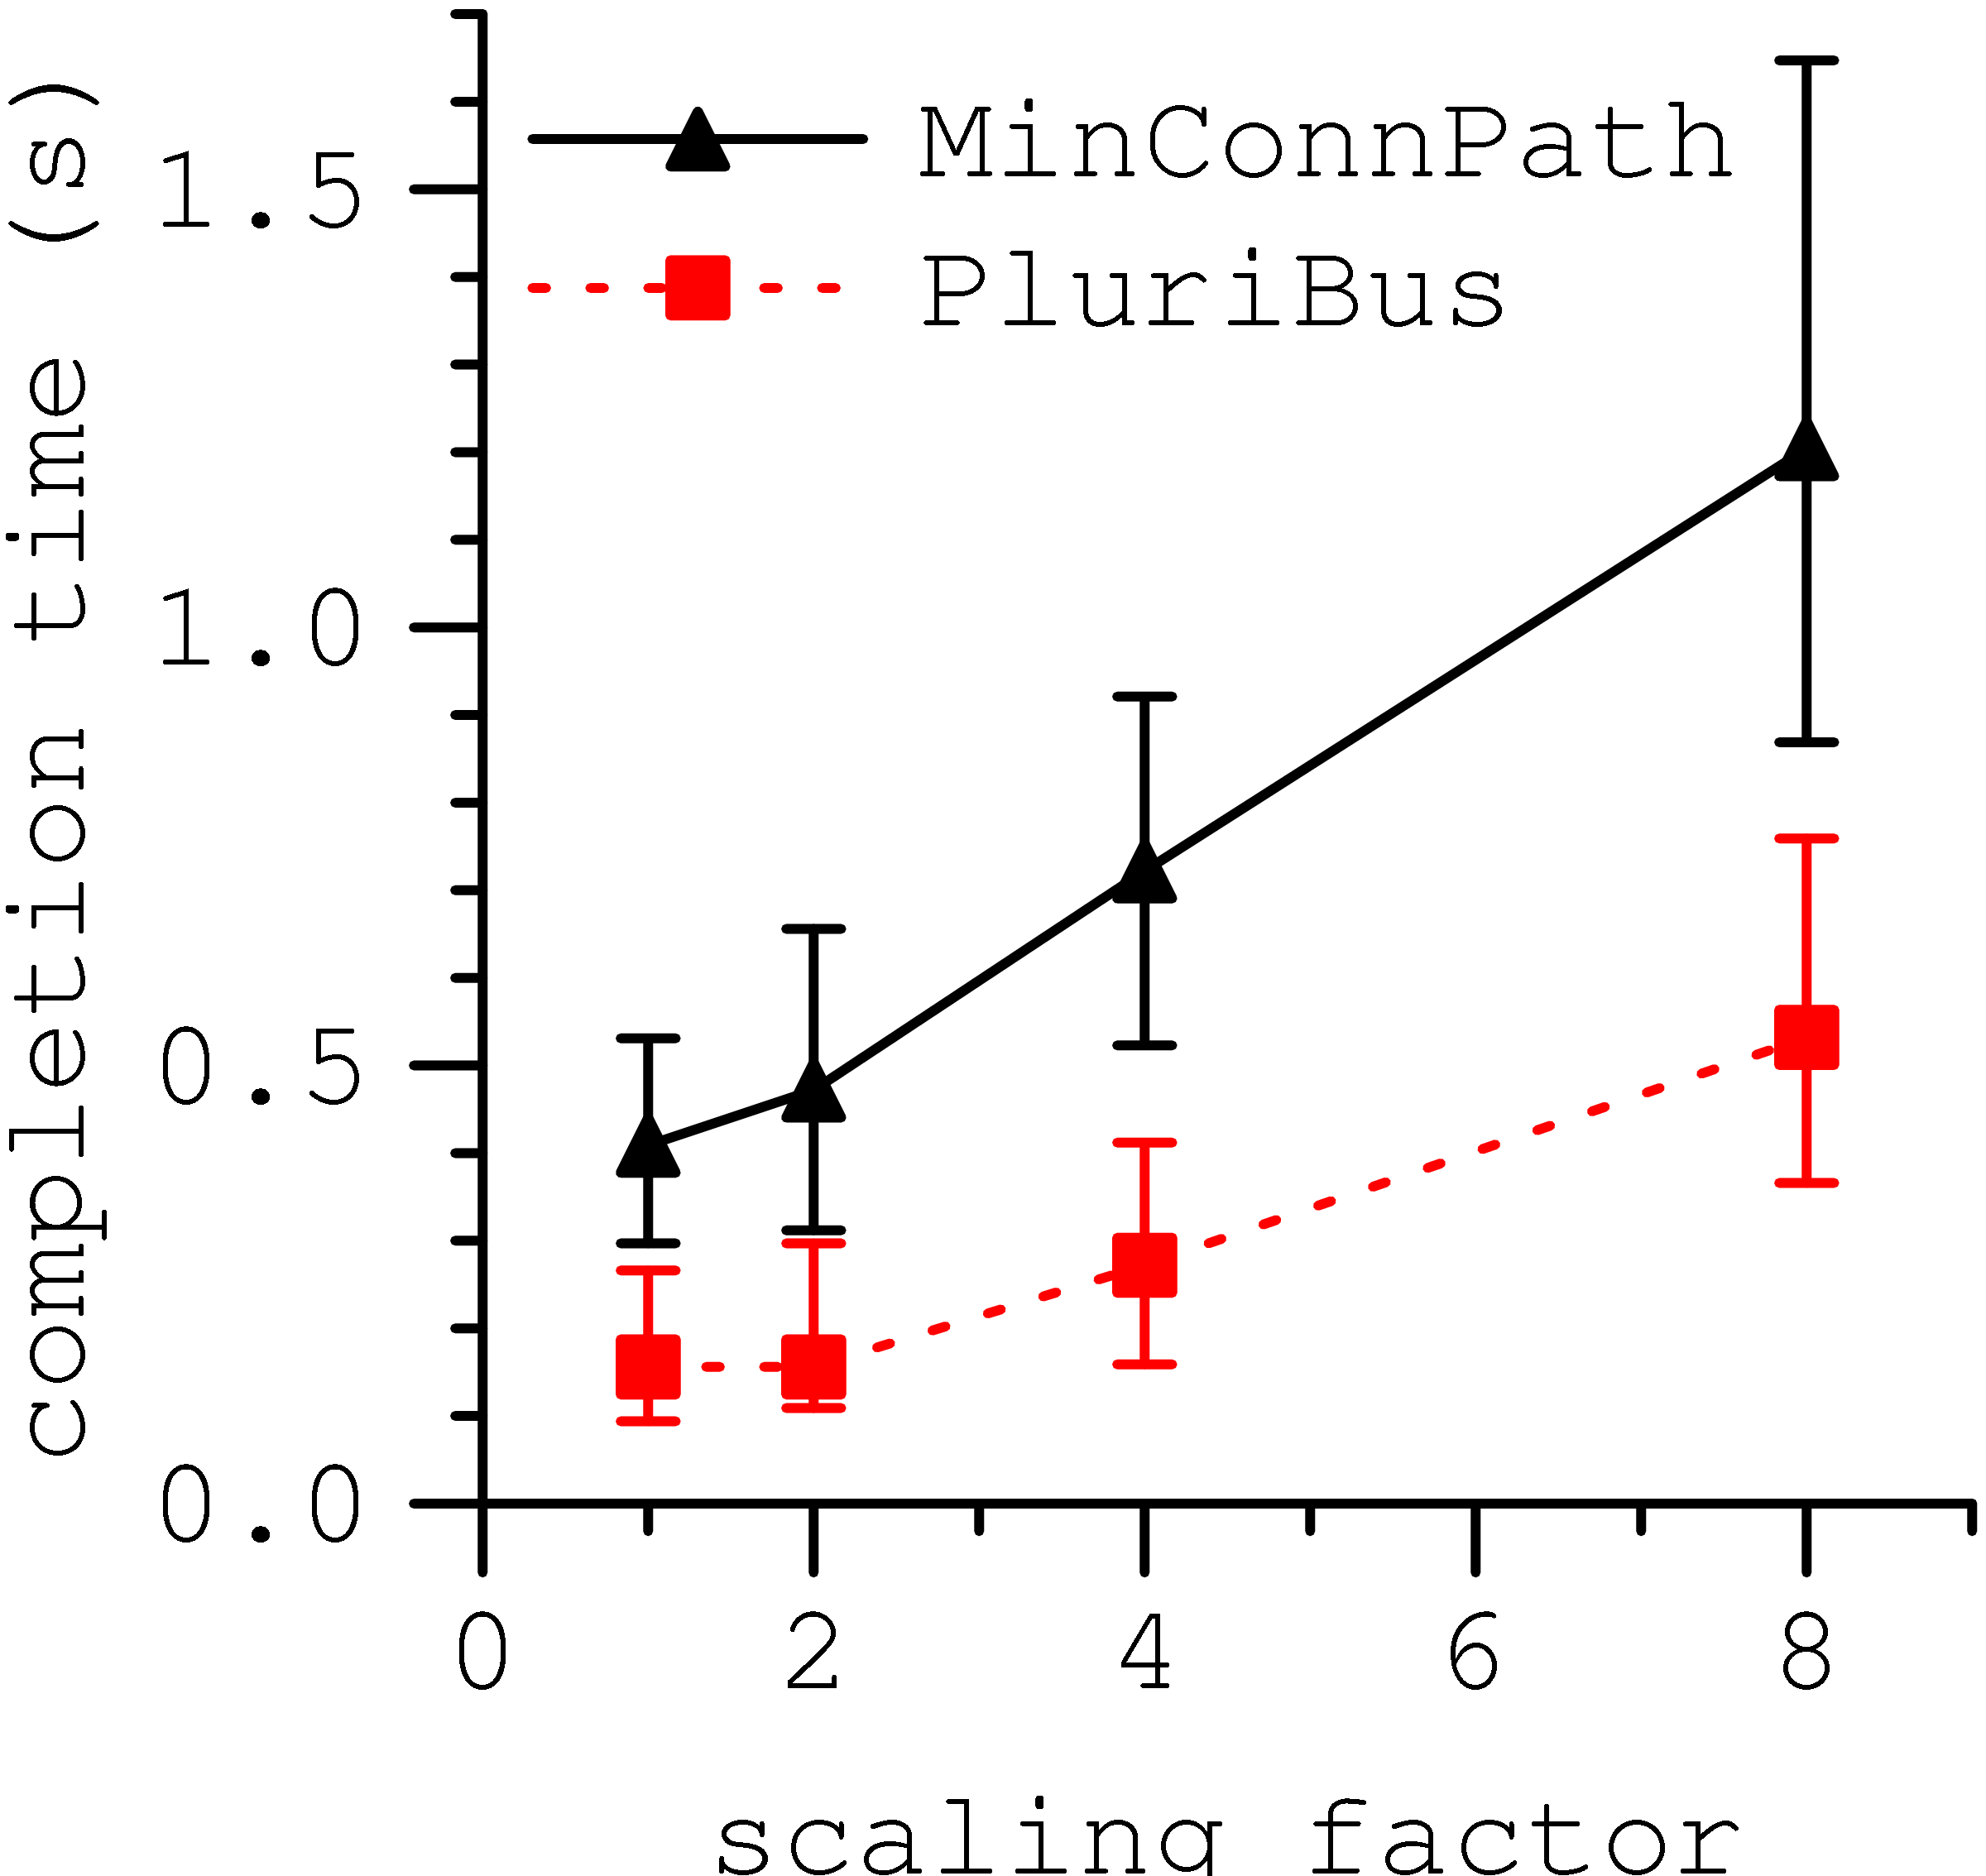 completion time (s)
1.5
1.0
0.5
0.0
MinConnPath
PluriBus
0 2 4 6 8
scaling factor